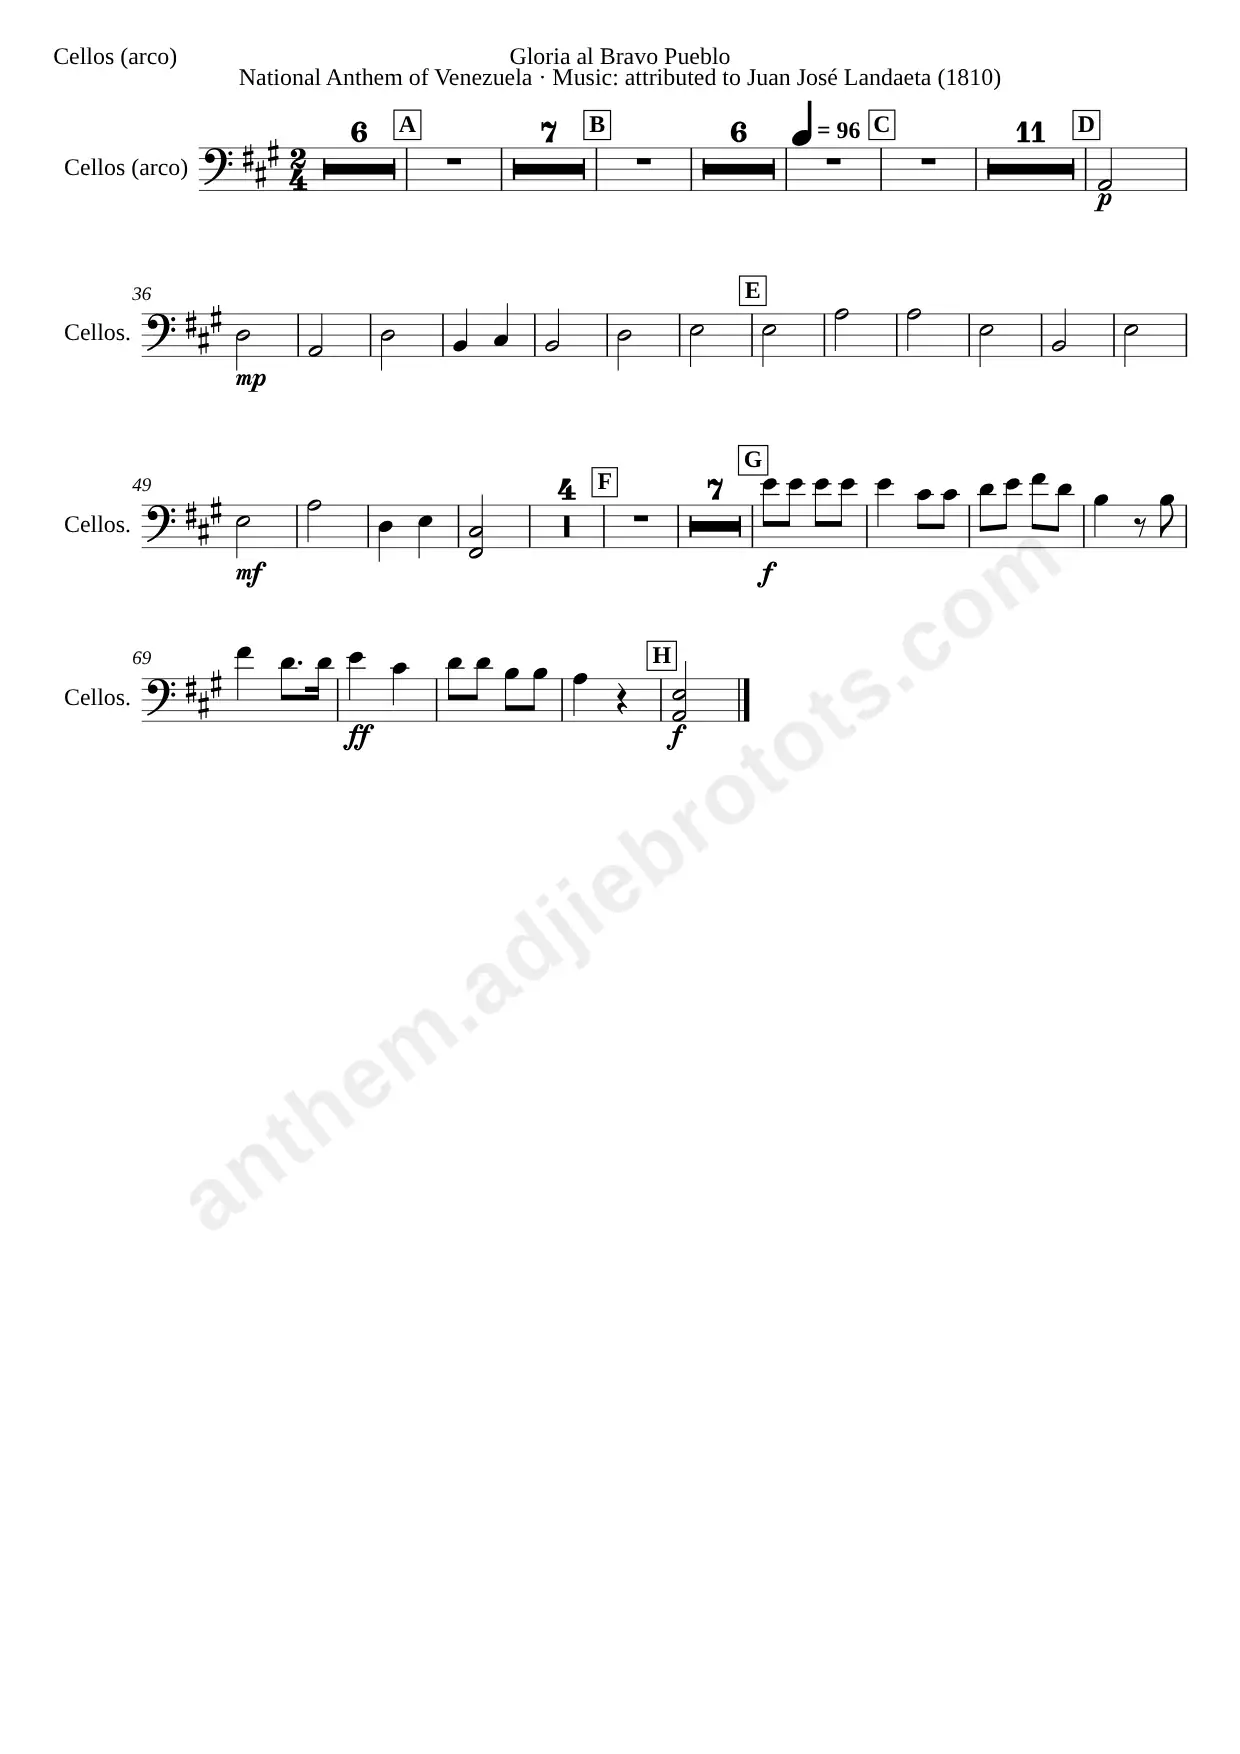 Cellos (arco)
Gloria al Bravo Pueblo
National Anthem of Venezuela · Music: attributed to Juan José Landaeta (1810)
6 A 7 B 6 = 96 C 11 D
Cellos (arco) 2 4
p
36 E
Cellos.
mp
49 4 F 7 G
Cellos.
mf f
69 H
Cellos.
ff f
anthem.adjiebrotots.com